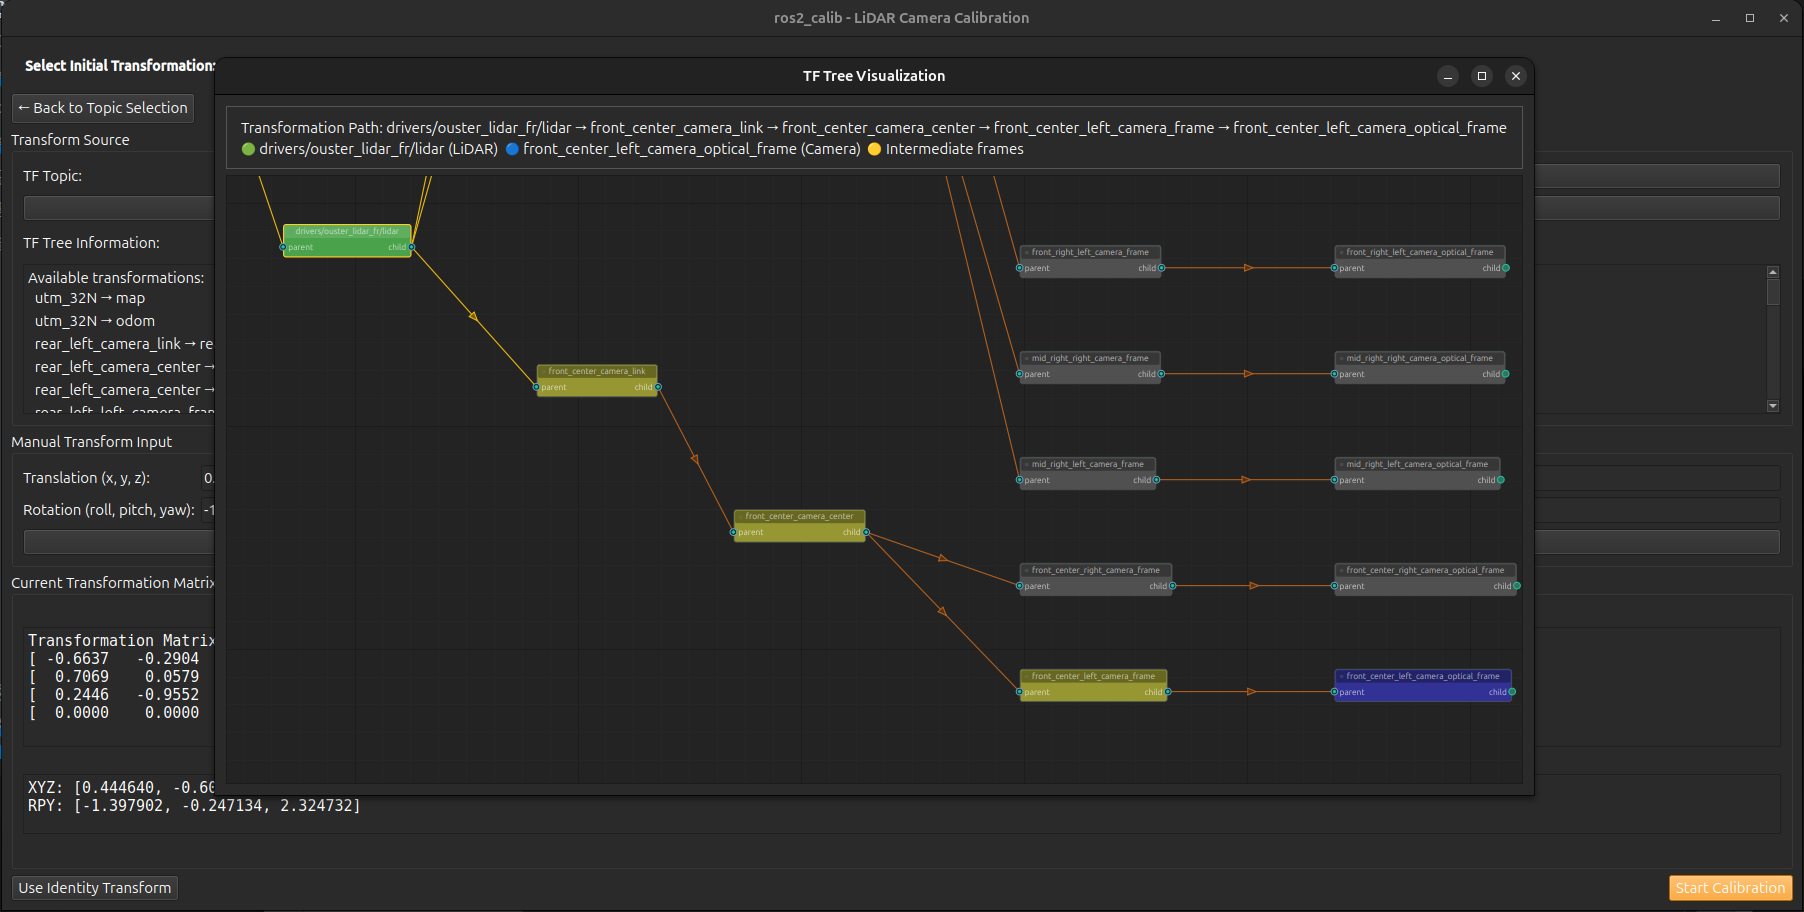 ros2_calib - LiDAR Camera Calibration
Select Initial Transformation:
← Back to Topic Selection
Transform Source
TF Topic:
TF Tree Information:
Available transformations:
utm_32N → map
utm_32N → odom
rear_left_camera_link → re
rear_left_camera_center →
rear_left_camera_center →
rear_left_left_camera_fram
Manual Transform Input
Translation (x, y, z): 0.
Rotation (roll, pitch, yaw): -1
Current Transformation Matrix
Transformation Matrix
[ -0.6637 -0.2904
[ 0.7069 0.0579
[ 0.2446 -0.9552
[ 0.0000 0.0000
XYZ: [0.444640, -0.60
RPY: [-1.397902, -0.247134, 2.324732]
Use Identity Transform
Start Calibration
TF Tree Visualization
Transformation Path: drivers/ouster_lidar_fr/lidar → front_center_camera_link → front_center_camera_center → front_center_left_camera_frame → front_center_left_camera_optical_frame
drivers/ouster_lidar_fr/lidar (LiDAR) front_center_left_camera_optical_frame (Camera) Intermediate frames
drivers/ouster_lidar_fr/lidar
parent child
front_right_left_camera_frame
parent child
front_right_left_camera_optical_frame
parent child
front_center_camera_link
parent child
mid_right_right_camera_frame
parent child
mid_right_right_camera_optical_frame
parent child
mid_right_left_camera_frame
parent child
mid_right_left_camera_optical_frame
parent child
front_center_camera_center
parent child
front_center_right_camera_frame
parent child
front_center_right_camera_optical_frame
parent child
front_center_left_camera_frame
parent child
front_center_left_camera_optical_frame
parent child